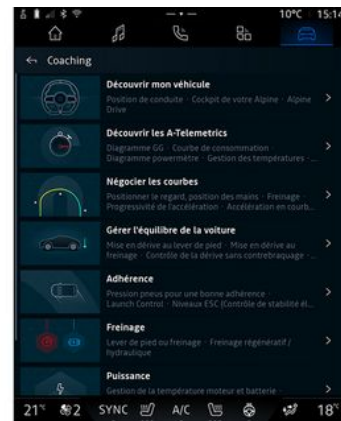 10°C 15:14
Coaching
Découvrir mon véhicule
Position de conduite · Cockpit de votre Alpine · Alpine
Drive
Découvrir les A-Telemetrics
Diagramme GG · Courbe de consommation ·
Diagramme powermètre · Gestion des températures · ...
Négocier les courbes
Positionner le regard, position des mains · Freinage ·
Progressivité de l'accélération · Accélération en courb...
Gérer l'équilibre de la voiture
Mise en dérive au lever de pied · Mise en dérive au
freinage · Contrôle de la dérive sans contrebraquage · ...
Adhérence
Pression pneus pour une bonne adhérence ·
Launch Control · Niveaux ESC (Contrôle de stabilité él...
Freinage
Lever de pied ou freinage · Freinage régénératif /
hydraulique
Puissance
Gestion de la température moteur et batterie ·
21° 2 SYNC A/C 18°